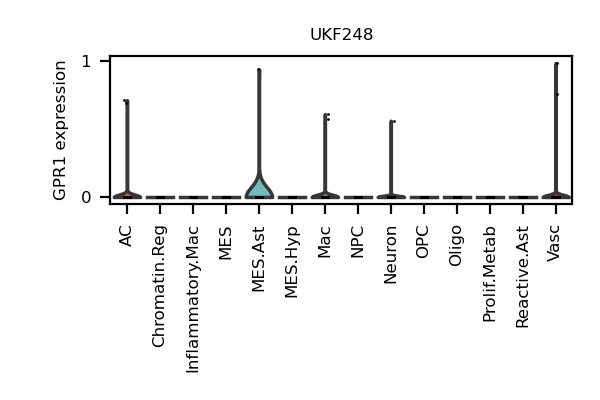 UKF248
GPR1 expression
1
0
AC
Chromatin.Reg
Inflammatory.Mac
MES
MES.Ast
MES.Hyp
Mac
NPC
Neuron
OPC
Oligo
Prolif.Metab
Reactive.Ast
Vasc